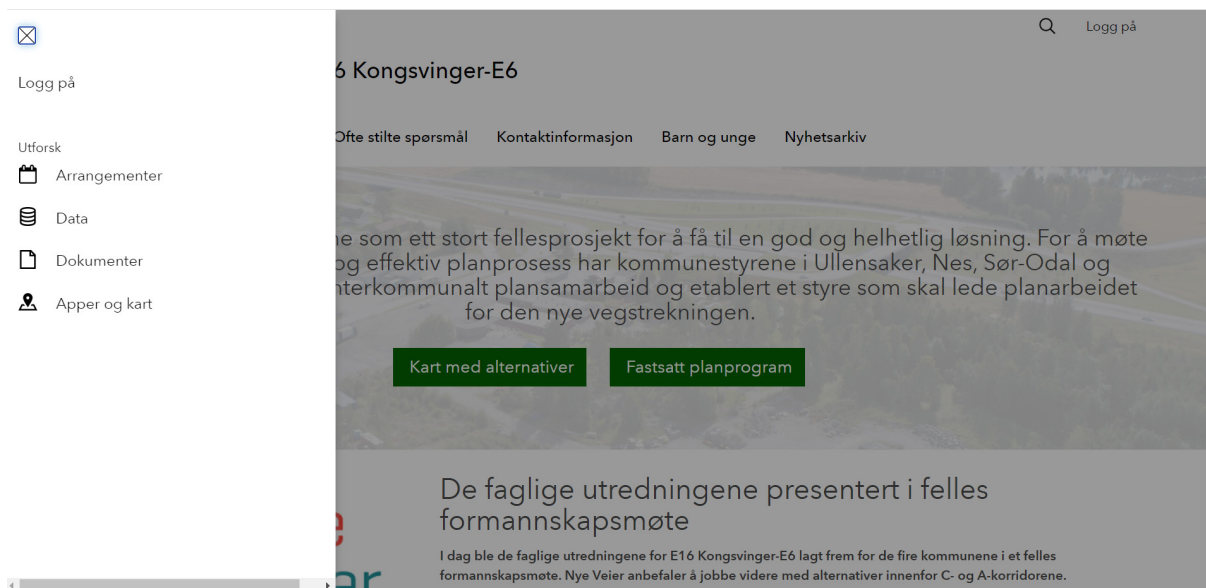 Logg på
Logg på
Utforsk
Arrangementer
Data
Dokumenter
Apper og kart
Kongsvinger-E6
Ofte stilte spørsmål Kontaktinformasjon Barn og unge Nyhetsarkiv
som ett stort fellesprosjekt for å få til en god og helhetlig løsning. For å møte
og effektiv planprosess har kommunestyrene i Ullensaker, Nes, Sør-Odal og
plansamarbeid og etablert et styre som skal lede planarbeidet
for den nye vegstrekningen.
Kart med alternativer Fastsatt planprogram
De faglige utredningene presentert i felles
formannskapsmøte
I dag ble de faglige utredningene for E16 Kongsvinger-E6 lagt frem for de fire kommunene i et felles
formannskapsmøte. Nye Veier anbefaler å jobbe videre med alternativer innenfor C- og A-korridorene.